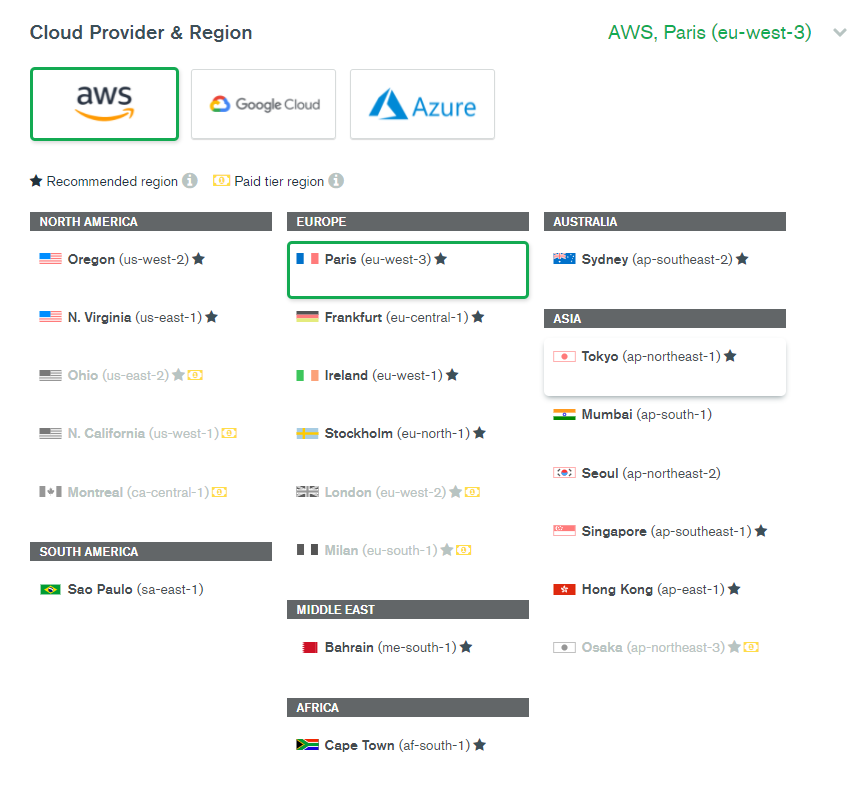 Cloud Provider & Region
AWS, Paris (eu-west-3)
aws
Google Cloud
Azure
Recommended region
Paid tier region
NORTH AMERICA
Oregon (us-west-2)
N. Virginia (us-east-1)
Ohio (us-east-2)
N. California (us-west-1)
Montreal (ca-central-1)
SOUTH AMERICA
Sao Paulo (sa-east-1)
EUROPE
Paris (eu-west-3)
Frankfurt (eu-central-1)
Ireland (eu-west-1)
Stockholm (eu-north-1)
London (eu-west-2)
Milan (eu-south-1)
MIDDLE EAST
Bahrain (me-south-1)
AFRICA
Cape Town (af-south-1)
AUSTRALIA
Sydney (ap-southeast-2)
ASIA
Tokyo (ap-northeast-1)
Mumbai (ap-south-1)
Seoul (ap-northeast-2)
Singapore (ap-southeast-1)
Hong Kong (ap-east-1)
Osaka (ap-northeast-3)